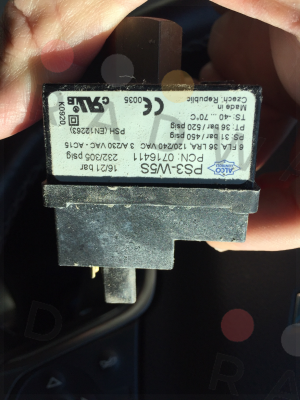 ALCO
PS3-W5S
PCN: 0716411
16/21 bar
232/305 psig
6 FLA, 36 LRA, 120/240 VAC 3 A/230 VAC - AC15
PS: 31 bar / 450 psig
PT: 36 bar / 520 psig
TS: -40 ... 70°C
Made in
Czech. Republic
PSH (EN12263)
CE 0035
K0920